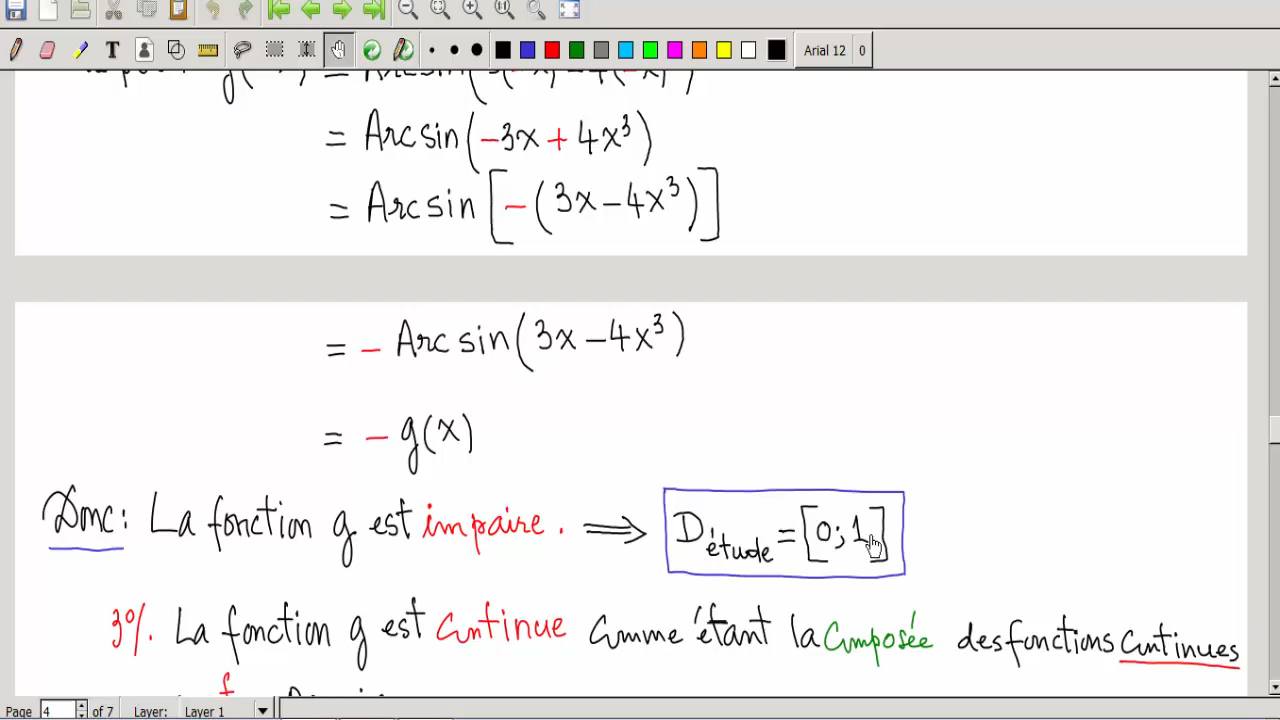 T
Arial 12 0
= Arcsin(-3x + 4x³)
= Arcsin[-(3x-4x³)]
= - Arcsin(3x-4x³)
= - g(x)
Donc: La fonction g est impaire. ⟹ Détude = [0;1]
3%. La fonction g est continue comme étant la composée des fonctions continues
f
Page 4 of 7 Layer: Layer 1